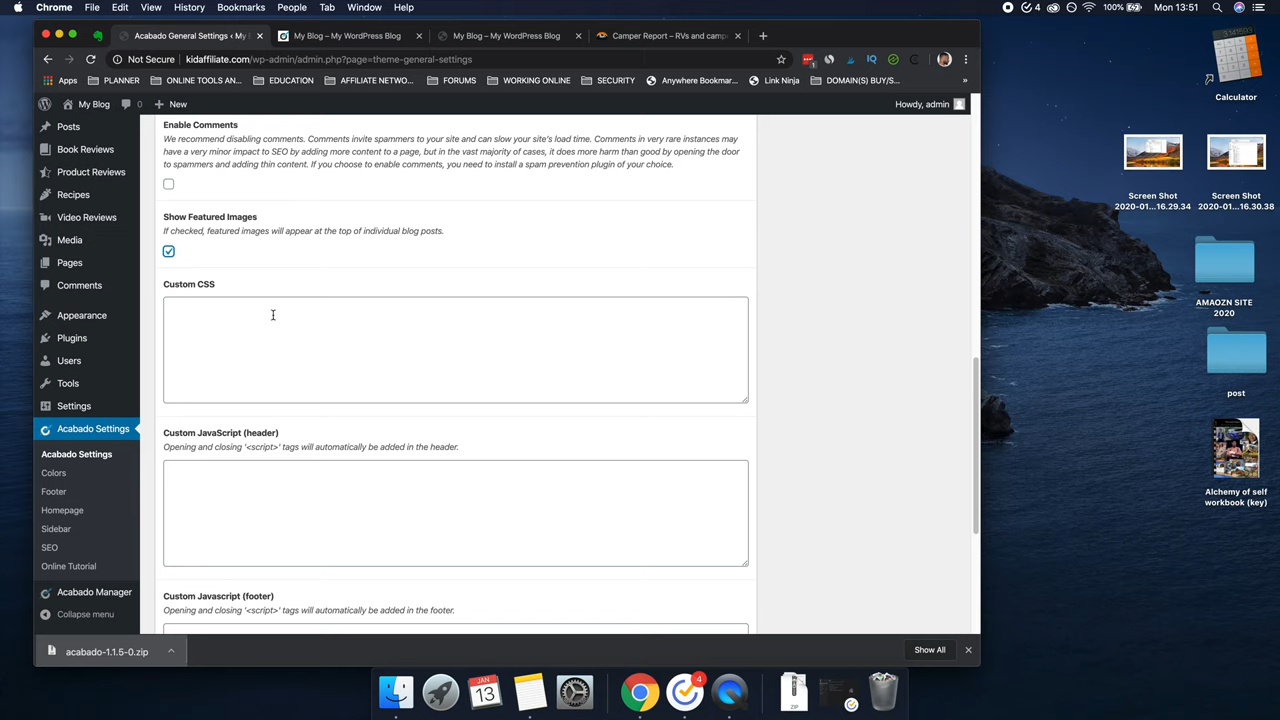 Chrome File Edit View History Bookmarks People Tab Window Help
4 100% Mon 13:51
Acabado General Settings ‹ My B
My Blog – My WordPress Blog
My Blog – My WordPress Blog
Camper Report – RVs and camp
Not Secure kidaffiliate.com/wp-admin/admin.php?page=theme-general-settings
Apps PLANNER ONLINE TOOLS AN... EDUCATION AFFILIATE NETWO... FORUMS WORKING ONLINE SECURITY Anywhere Bookmar... Link Ninja DOMAIN(S) BUY/S... »
My Blog 0 New Howdy, admin
Posts
Book Reviews
Product Reviews
Recipes
Video Reviews
Media
Pages
Comments
Appearance
Plugins
Users
Tools
Settings
Acabado Settings
Acabado Settings
Colors
Footer
Homepage
Sidebar
SEO
Online Tutorial
Acabado Manager
Collapse menu
Enable Comments
We recommend disabling comments. Comments invite spammers to your site and can slow your site's load time. Comments in very rare instances may
have a very minor impact to SEO by adding more content to a page, but in the vast majority of cases, it does more harm than good by opening the door
to spammers and adding thin content. If you choose to enable comments, you need to install a spam prevention plugin of your choice.
Show Featured Images
If checked, featured images will appear at the top of individual blog posts.
Custom CSS
Custom JavaScript (header)
Opening and closing '<script>' tags will automatically be added in the header.
Custom Javascript (footer)
Opening and closing '<script>' tags will automatically be added in the footer.
acabado-1.1.5-0.zip
Show All
Calculator
Screen Shot
2020-01...16.29.34
Screen Shot
2020-01...16.30.38
AMAOZN SITE
2020
post
Alchemy of self
workbook (key)
JAN
13
4
ZIP